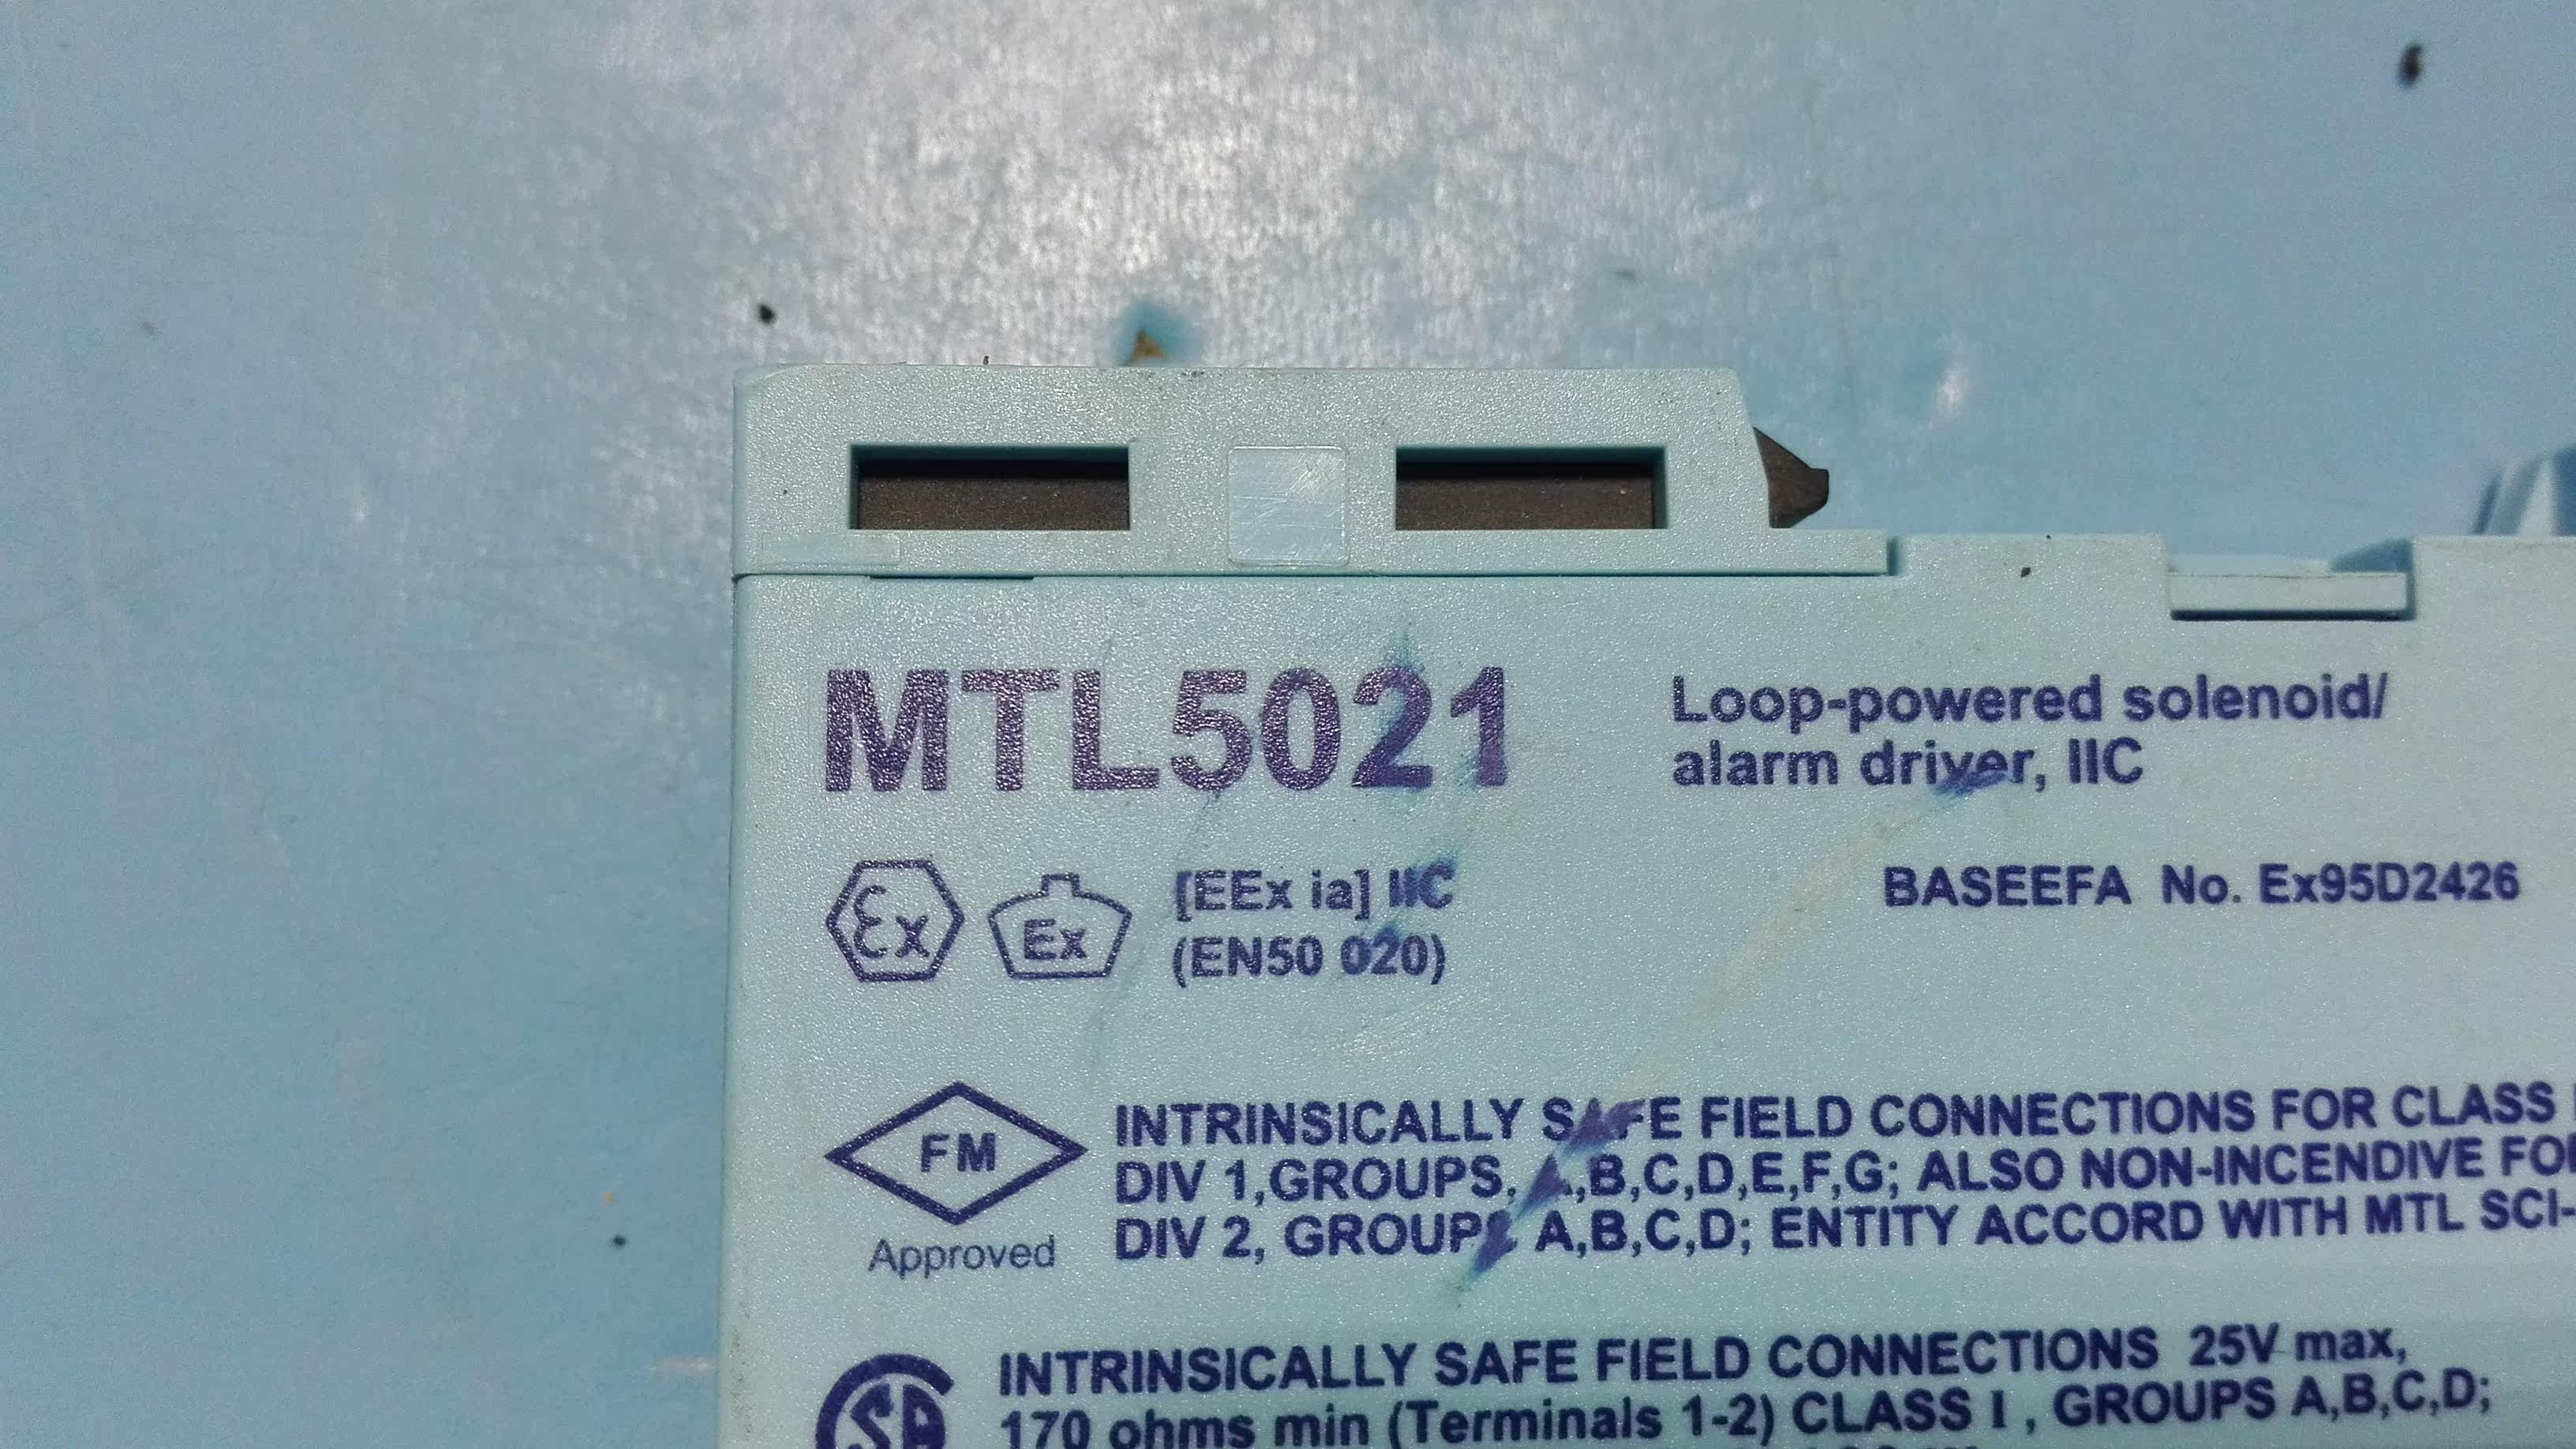 MTL5021
Loop-powered solenoid/
alarm driver, IIC
Ex
Ex
[EEx ia] IIC
(EN50 020)
BASEEFA No. Ex95D2426
FM
Approved
INTRINSICALLY SAFE FIELD CONNECTIONS FOR CLASS
DIV 1,GROUPS, A,B,C,D,E,F,G; ALSO NON-INCENDIVE
DIV 2, GROUPS A,B,C,D; ENTITY ACCORD WITH MTL SCI-
INTRINSICALLY SAFE FIELD CONNECTIONS 25V max,
170 ohms min (Terminals 1-2) CLASS I, GROUPS A,B,C,D;